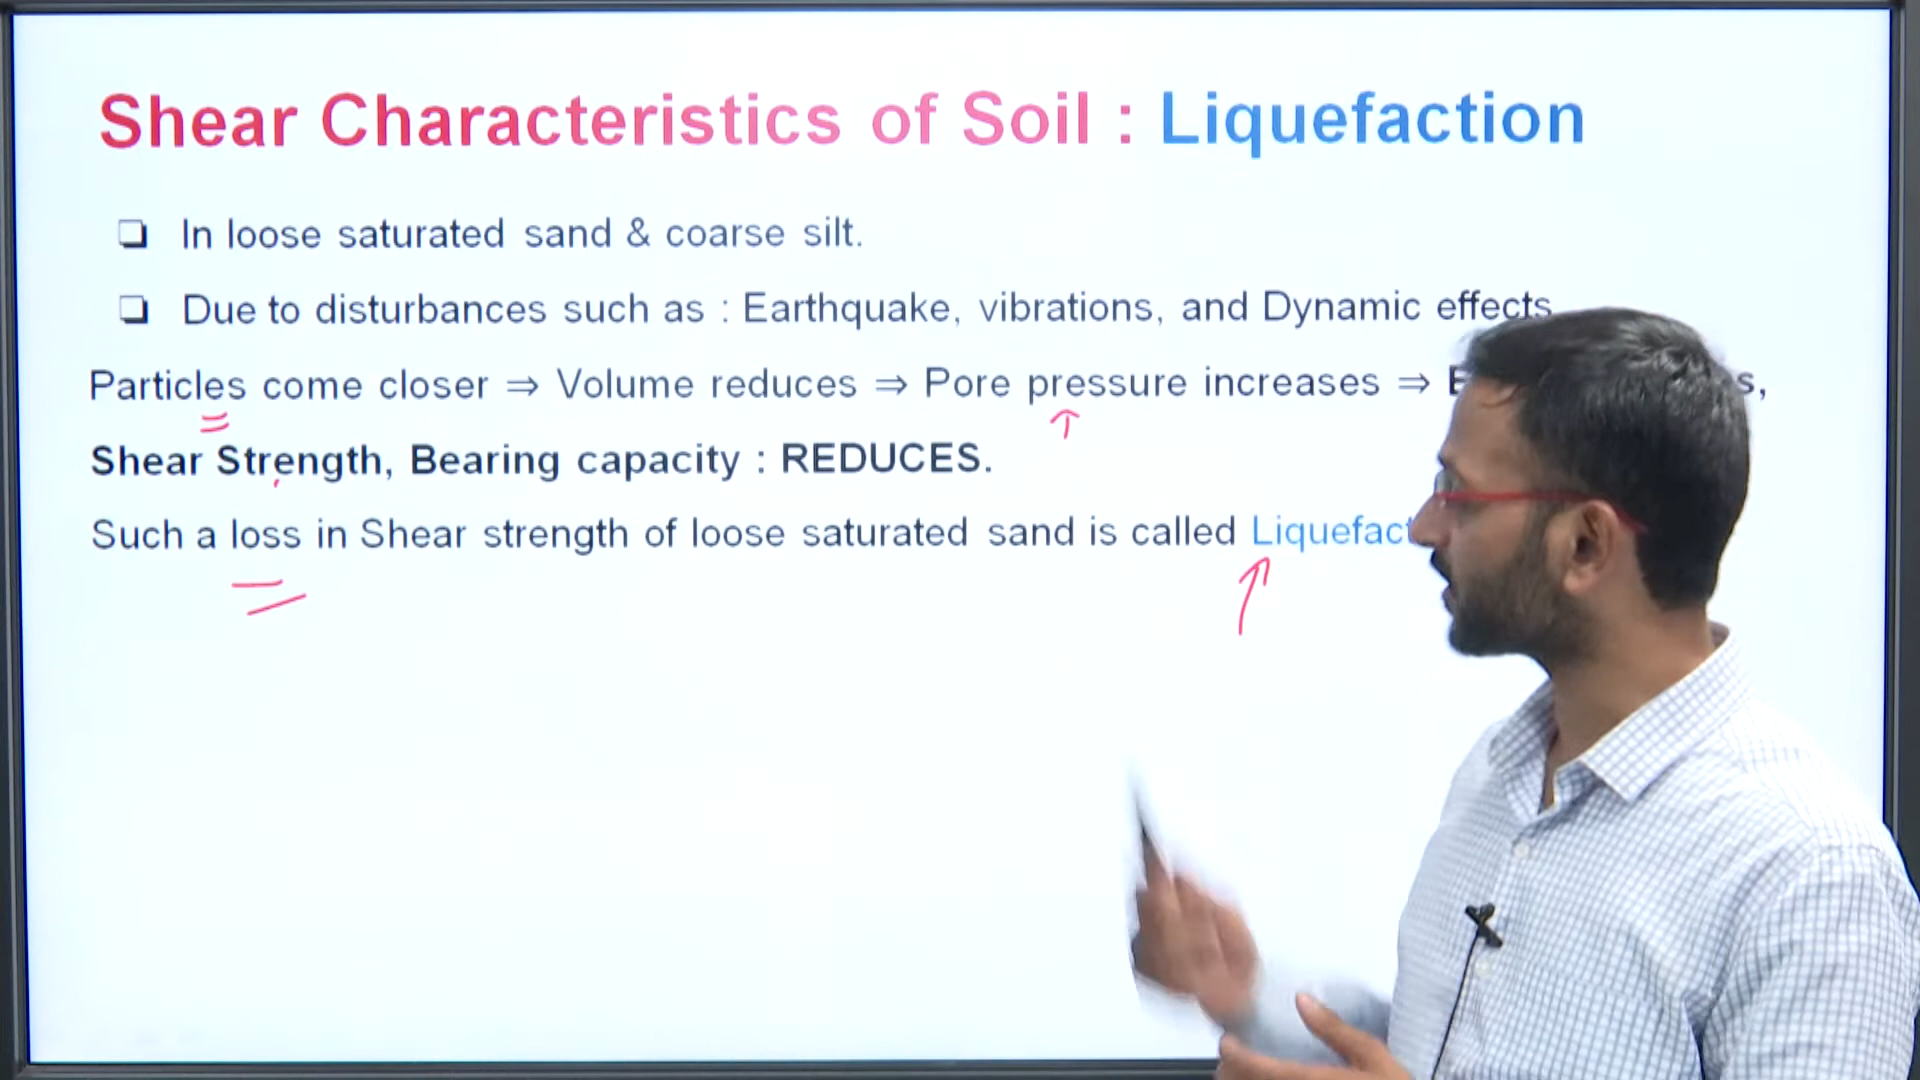 Shear Characteristics of Soil : Liquefaction
❑ In loose saturated sand & coarse silt.
❑ Due to disturbances such as : Earthquake, vibrations, and Dynamic effects
Particles come closer ⇒ Volume reduces ⇒ Pore pressure increases ⇒
Shear Strength, Bearing capacity : REDUCES.
Such a loss in Shear strength of loose saturated sand is called Liquefact